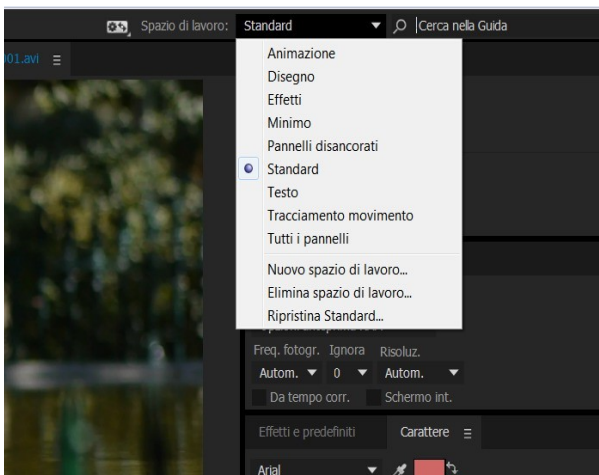 Spazio di lavoro: Standard Cerca nella Guida
001.avi
Animazione
Disegno
Effetti
Minimo
Pannelli disancorati
Standard
Testo
Tracciamento movimento
Tutti i pannelli
Nuovo spazio di lavoro...
Elimina spazio di lavoro...
Ripristina Standard...
Freq. fotogr. Ignora Risoluz.
Autom. 0 Autom.
Da tempo corr. Schermo int.
Effetti e predefiniti Carattere
Arial